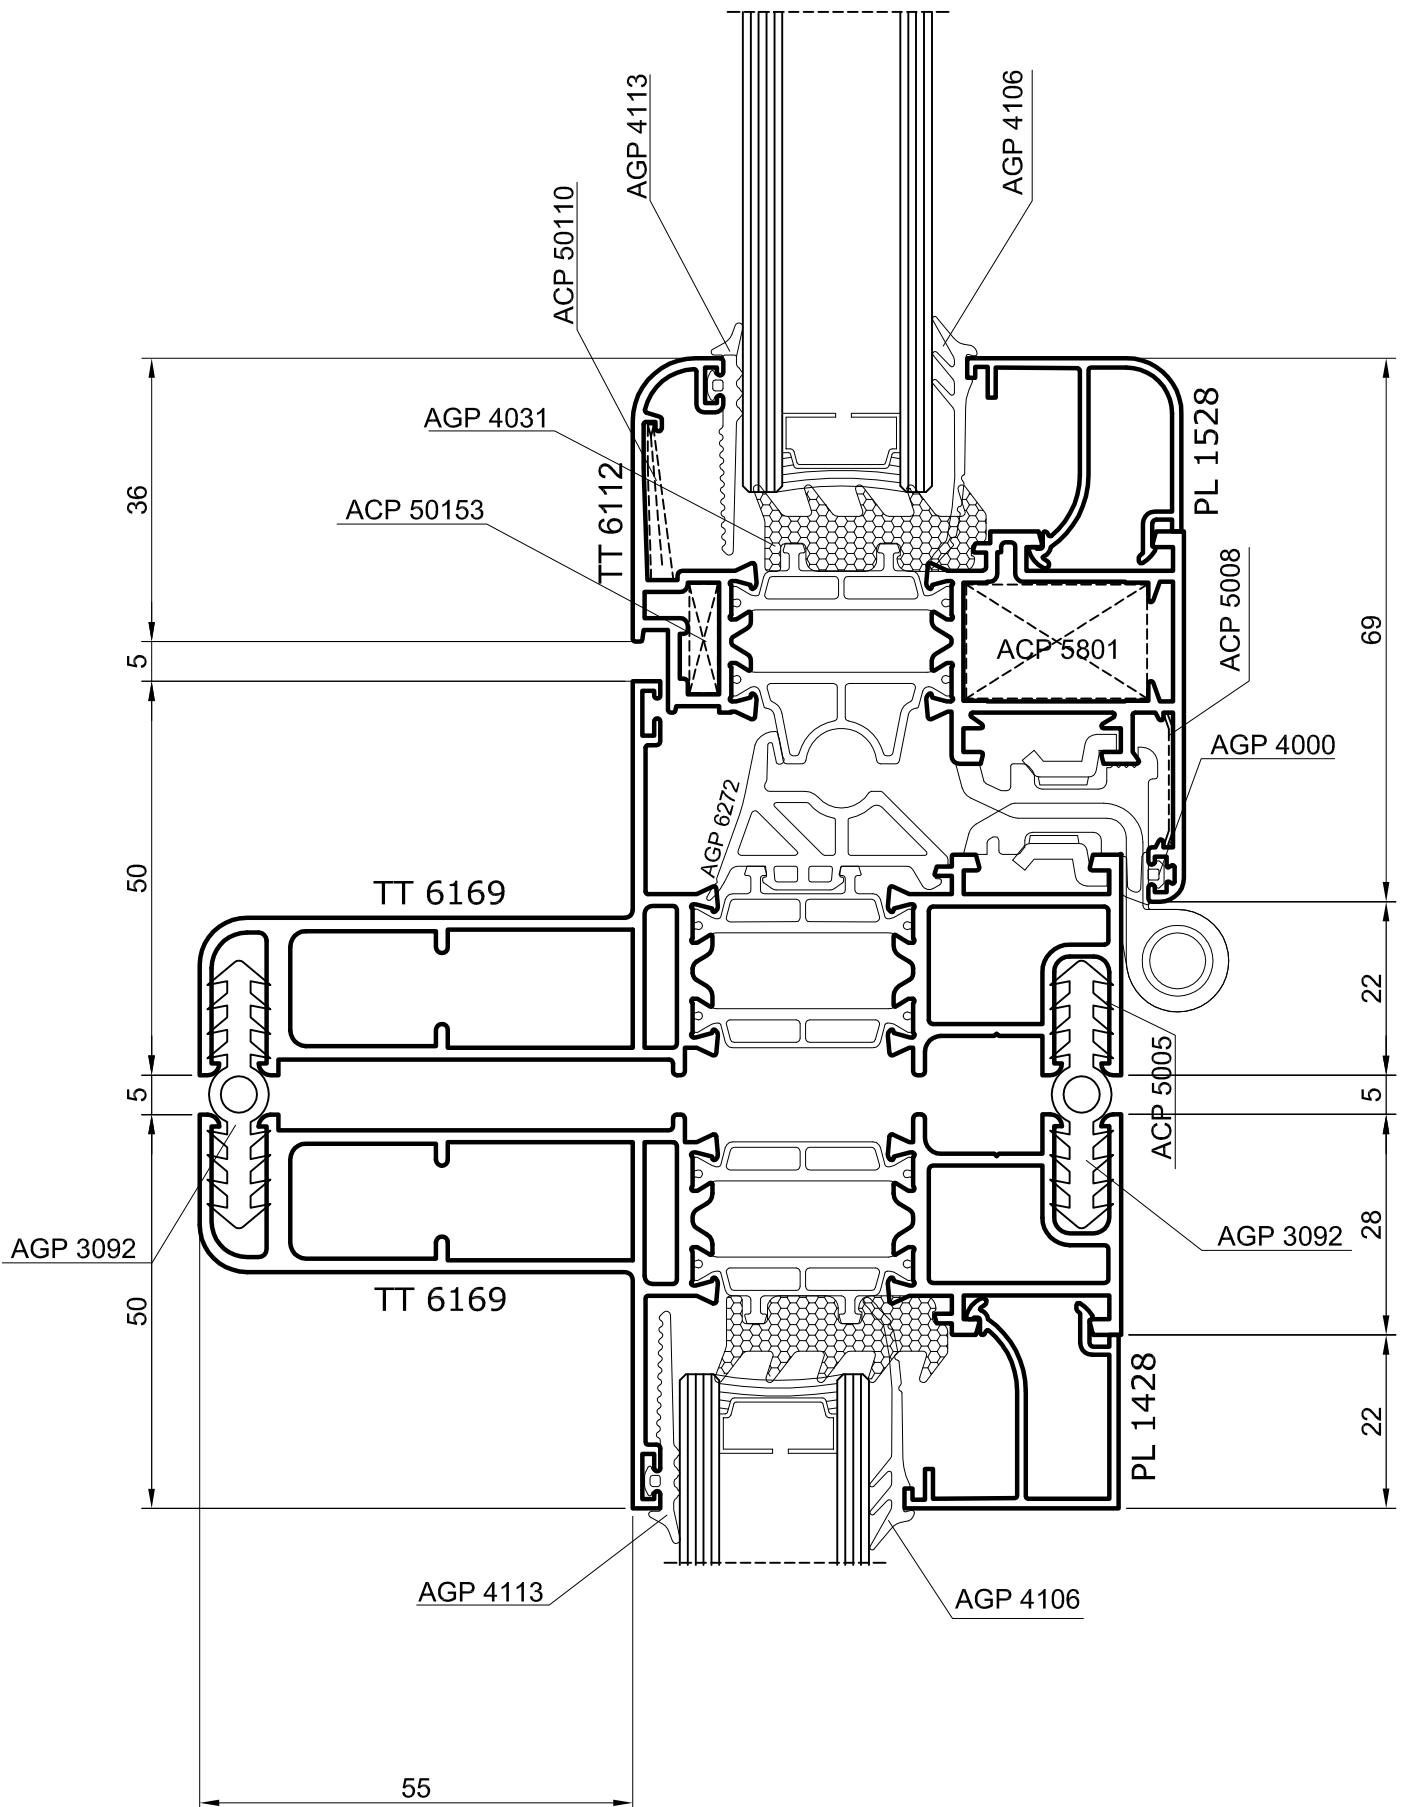 AGP 4113
AGP 4106
ACP 50110
AGP 4031
PL 1528
36
ACP 50153
TT 6112
ACP 5008
69
ACP 5801
5
AGP 4000
AGP 6272
50
TT 6169
22
5
ACP 5005
5
28
AGP 3092
AGP 3092
50
TT 6169
PL 1428
22
AGP 4113
AGP 4106
55